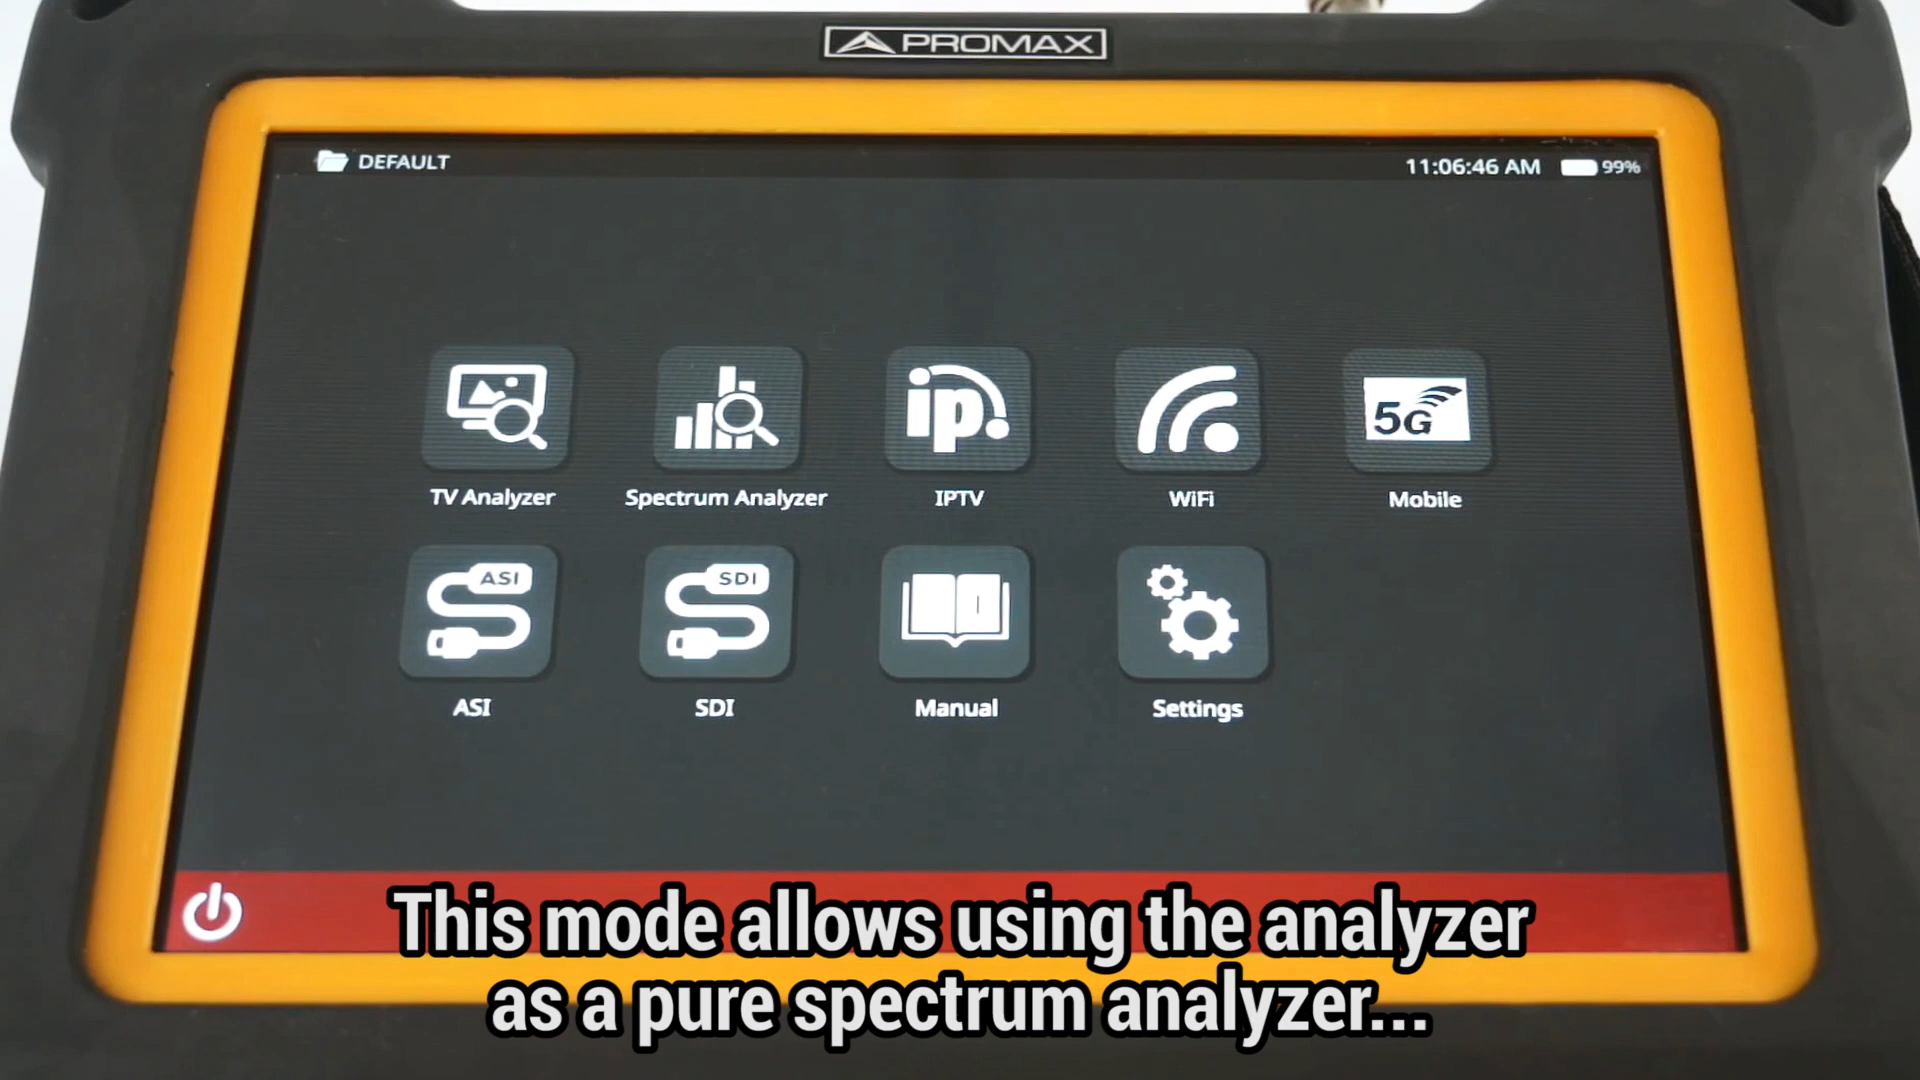 PROMAX
DEFAULT
11:06:46 AM 99%
ip.
5G
TV Analyzer
Spectrum Analyzer
IPTV
WiFi
Mobile
ASI
SDI
ASI
SDI
Manual
Settings
This mode allows using the analyzer
as a pure spectrum analyzer...